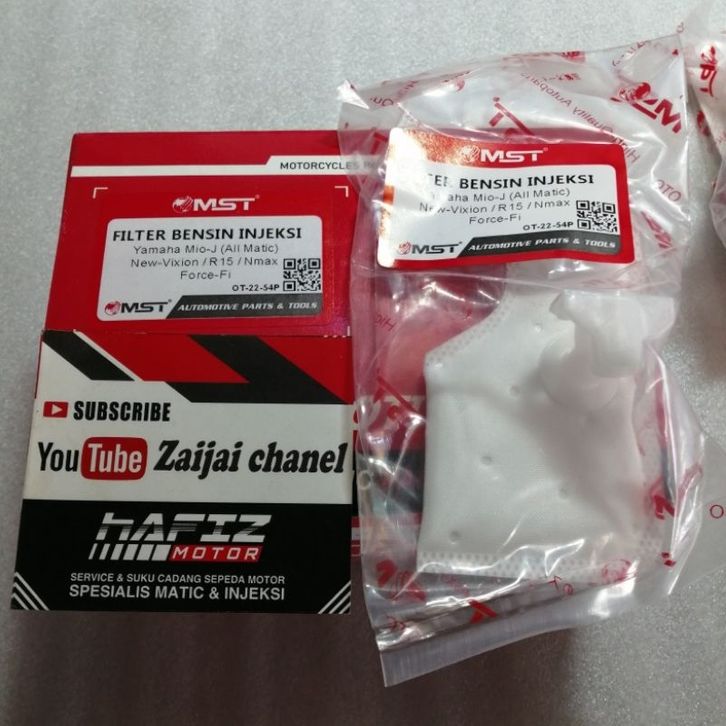 MOTORCYCLES
MST
FILTER BENSIN INJEKSI
Yamaha Mio-J (All Matic)
New-Vixion / R15 / Nmax
Force-Fi
OT-22-54P
MST AUTOMOTIVE PARTS & TOOLS
SUBSCRIBE
YouTube Zaijai chanel
HAFIZ
MOTOR
SERVICE & SUKU CADANG SEPEDA MOTOR
SPESIALIS MATIC & INJEKSI
MST
TER BENSIN INJEKSI
Yamaha Mio-J (All Matic)
New-Vixion / R15 / Nmax
Force-Fi
OT-22-54P
MST AUTOMOTIVE PARTS & TOOLS